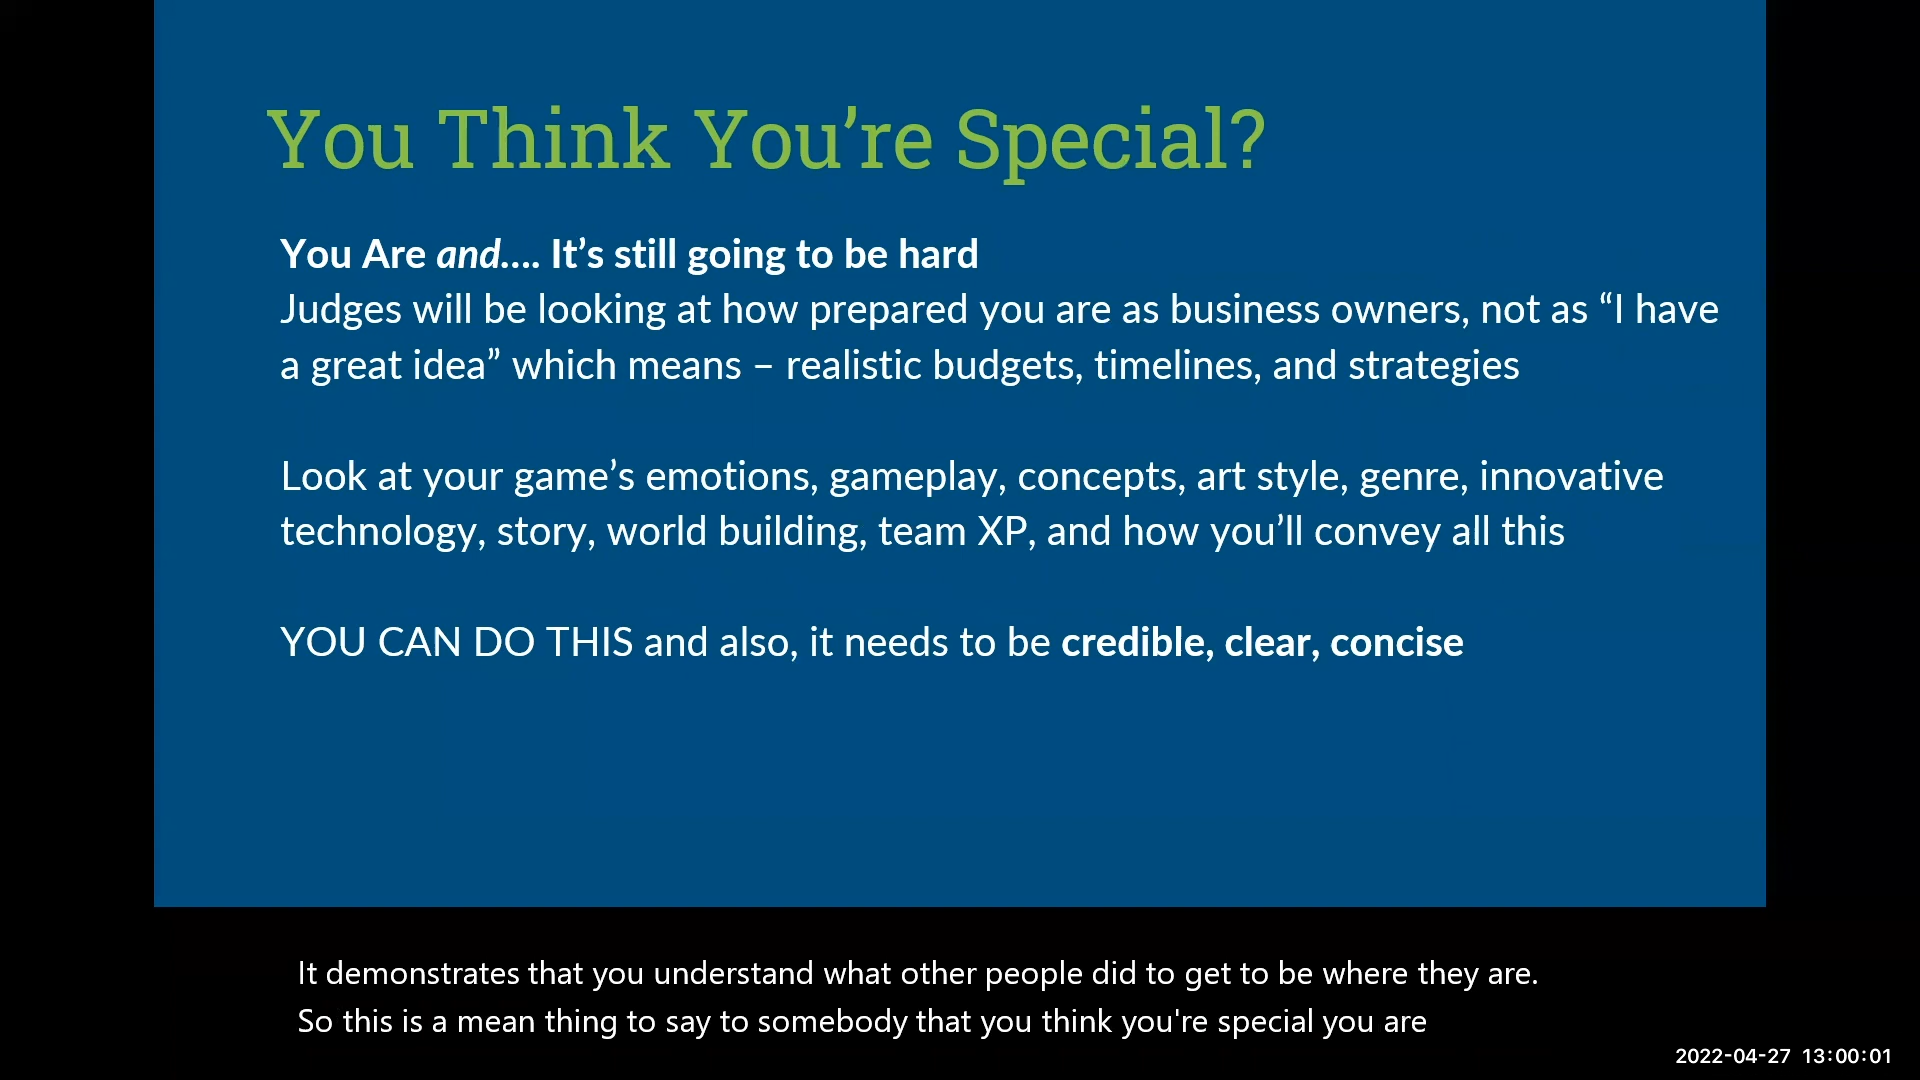 You Think You’re Special?
You Are and.... It’s still going to be hard
Judges will be looking at how prepared you are as business owners, not as “I have
a great idea” which means – realistic budgets, timelines, and strategies
Look at your game’s emotions, gameplay, concepts, art style, genre, innovative
technology, story, world building, team XP, and how you’ll convey all this
YOU CAN DO THIS and also, it needs to be credible, clear, concise
It demonstrates that you understand what other people did to get to be where they are.
So this is a mean thing to say to somebody that you think you're special you are
2022-04-27 13:00:01